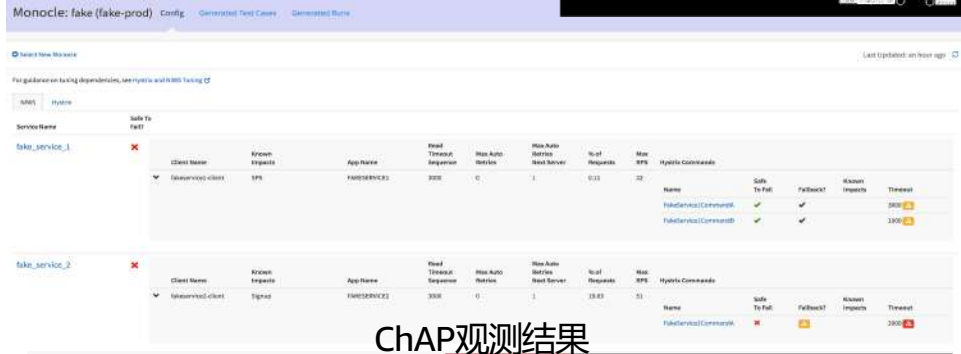 Monocle: fake (fake-prod) Config Generated Test Cases Generated Runs
Select New Monocle
Last Updated: an hour ago
For guidance on tuning dependencies, see Hystrix and NIWS Tuning
NIWS Hystrix
Service Name Safe To Fail?
fake_service_1
Client Name Known Impacts App Name Read Timeout Sequence Max Auto Retries Max Auto Retries Next Server % of Requests Max RPS Hystrix Commands
fakeservice1-client SPS FAKESERVICE1 3000 0 1 0.11 22
Name Safe To Fail Fallback? Known Impacts Timeout
FakeService1CommandA
FakeService1CommandB
fake_service_2
Client Name Known Impacts App Name Read Timeout Sequence Max Auto Retries Max Auto Retries Next Server % of Requests Max RPS Hystrix Commands
fakeservice2-client Signup FAKESERVICE2 3000 0 1 19.83 51
Name Safe To Fail Fallback? Known Impacts Timeout
FakeService2CommandA
ChAP观测结果